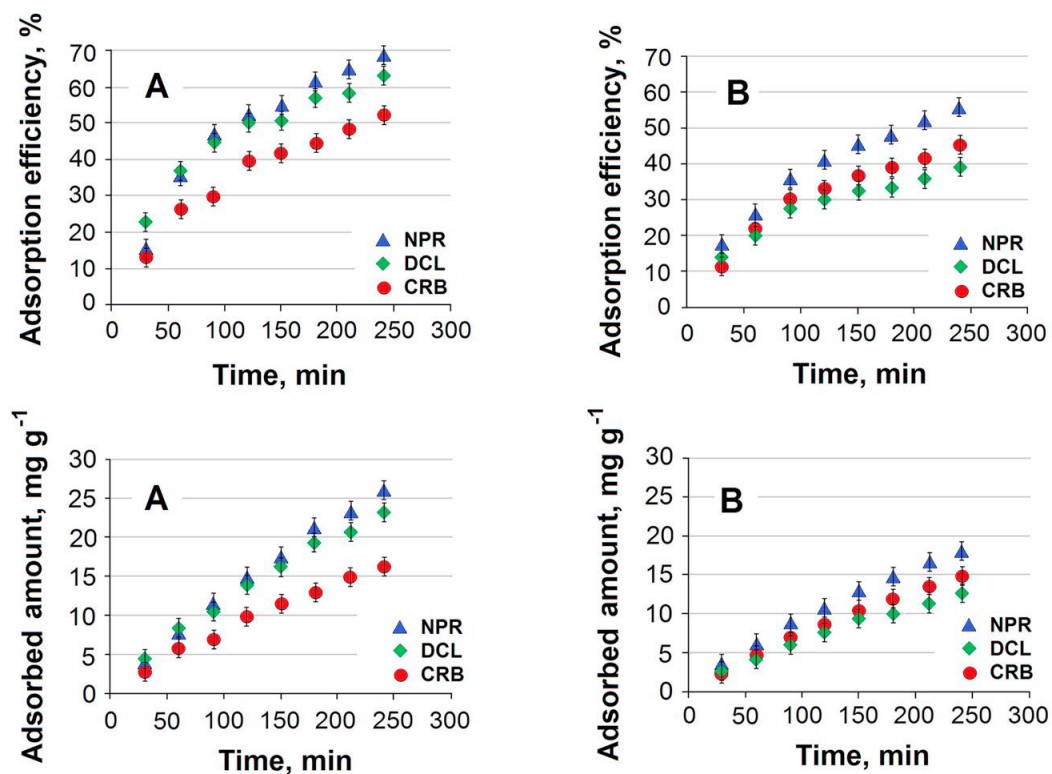 Adsorption efficiency, %
70
60
50
40
30
20
10
0
A
NPR
DCL
CRB
0 50 100 150 200 250 300
Time, min
Adsorption efficiency, %
70
60
50
40
30
20
10
0
B
NPR
DCL
CRB
0 50 100 150 200 250 300
Time, min
Adsorbed amount, mg g⁻¹
30
25
20
15
10
5
0
A
NPR
DCL
CRB
0 50 100 150 200 250 300
Time, min
Adsorbed amount, mg g⁻¹
30
25
20
15
10
5
0
B
NPR
DCL
CRB
0 50 100 150 200 250 300
Time, min